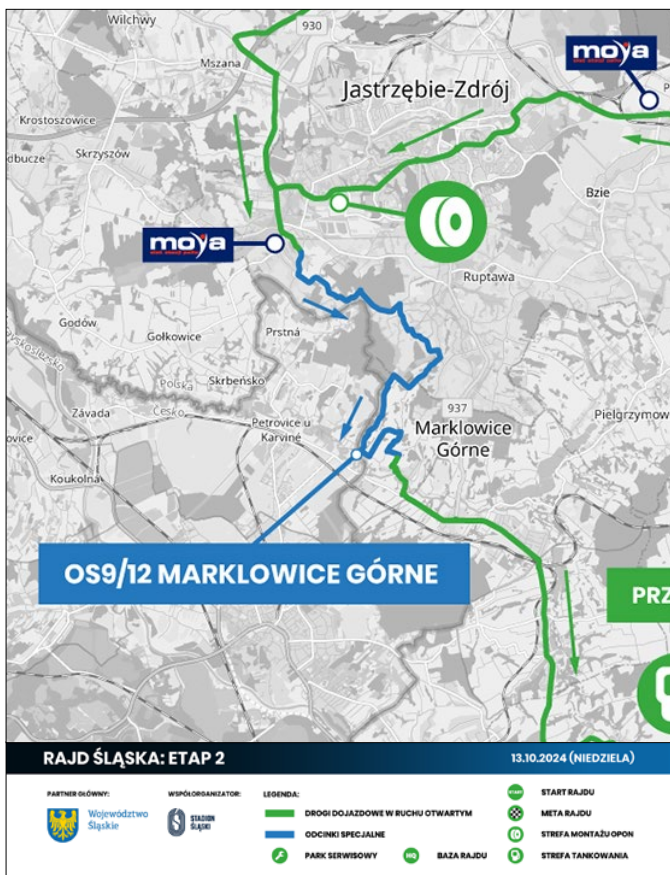 Wilchwy
930
Mszana
moya
Jastrzębie-Zdrój
Krostoszowice
Skrzyszów
Bzie
moya
Ruptawa
Godów
Gołkowice
Prstná
Polska
Skrbeńsko
Česko
Závada
937
Petrovice u
Karviné
Marklowice
Górne
Pielgrzymow
Koukolna
OS9/12 MARKLOWICE GÓRNE
PRZ
RAJD ŚLĄSKA: ETAP 2
13.10.2024 (NIEDZIELA)
PARTNER GŁÓWNY:
Województwo
Śląskie
WSPÓŁORGANIZATOR:
STADION
ŚLĄSKI
LEGENDA:
DROGI DOJAZDOWE W RUCHU OTWARTYM
ODCINKI SPECJALNE
PARK SERWISOWY
HQ
BAZA RAJDU
START
START RAJDU
META RAJDU
STREFA MONTAŻU OPON
STREFA TANKOWANIA